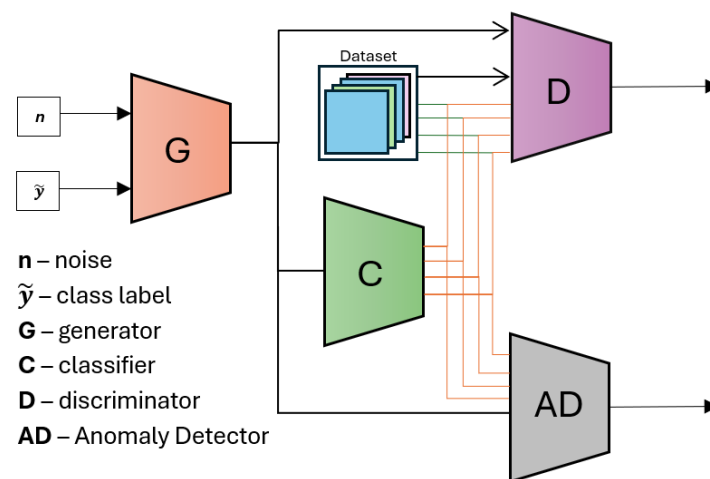 Dataset
D
n
G
ỹ
C
n – noise
ỹ – class label
G – generator
C – classifier
D – discriminator
AD – Anomaly Detector
AD